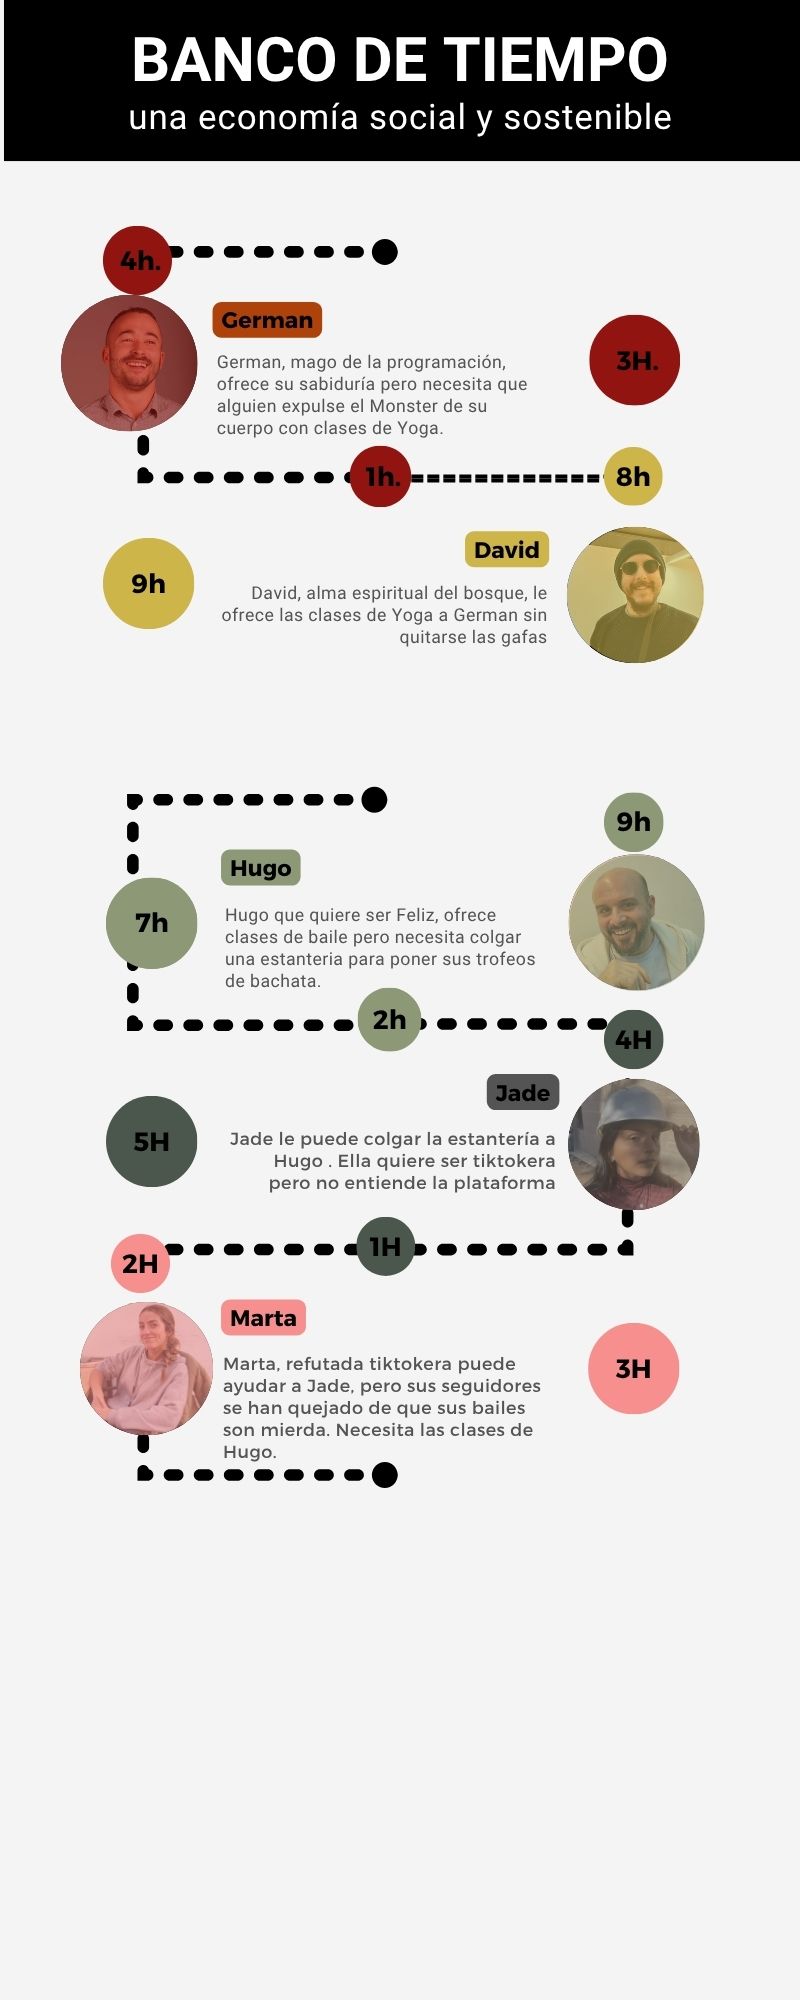 BANCO DE TIEMPO
una economía social y sostenible
4h.
German
3H.
German, mago de la programación,
ofrece su sabiduría pero necesita que
alguien expulse el Monster de su
cuerpo con clases de Yoga.
1h.
8h
David
9h
David, alma espiritual del bosque, le
ofrece las clases de Yoga a German sin
quitarse las gafas
9h
Hugo
7h
Hugo que quiere ser Feliz, ofrece
clases de baile pero necesita colgar
una estanteria para poner sus trofeos
de bachata.
2h
4H
Jade
5H
Jade le puede colgar la estantería a
Hugo . Ella quiere ser tiktokera
pero no entiende la plataforma
1H
2H
Marta
3H
Marta, refutada tiktokera puede
ayudar a Jade, pero sus seguidores
se han quejado de que sus bailes
son mierda. Necesita las clases de
Hugo.